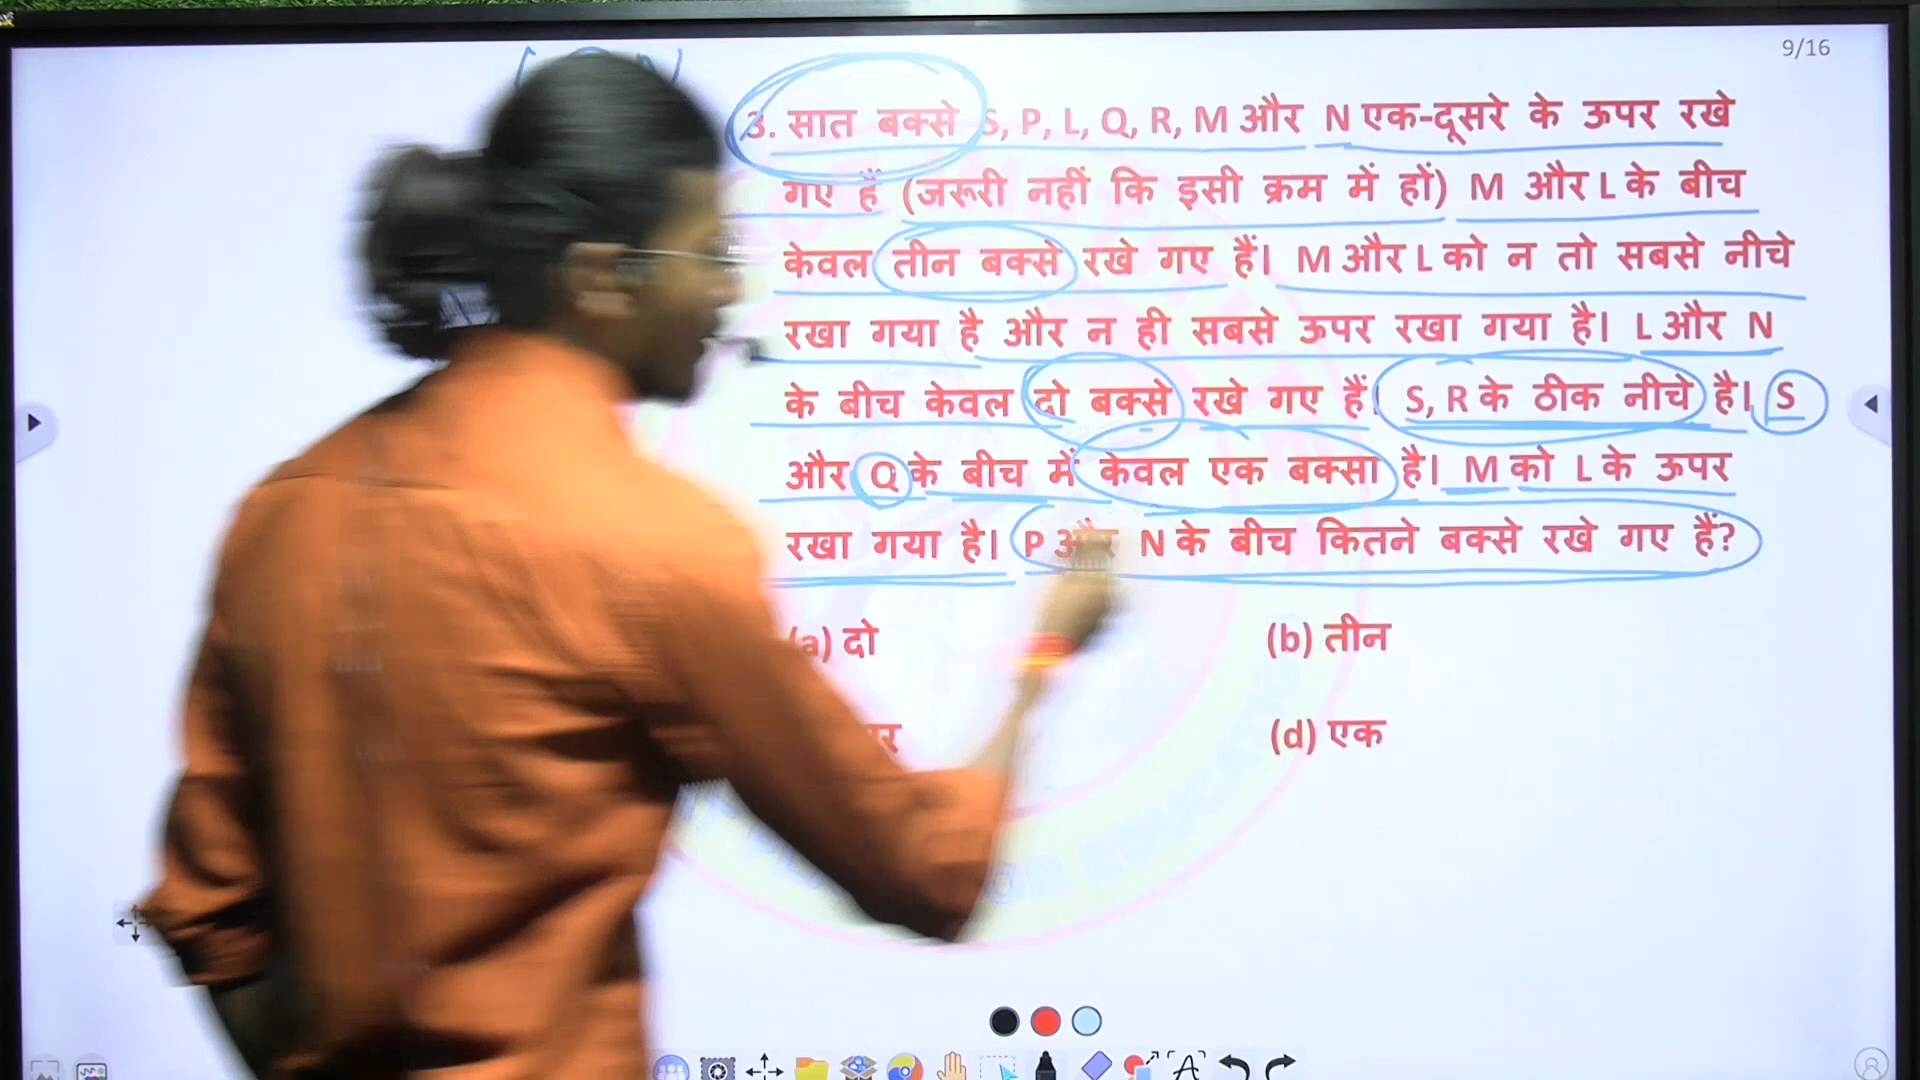 9/16
3. सात बक्से S, P, L, Q, R, M और N एक-दूसरे के ऊपर रखे
गए हैं (जरूरी नहीं कि इसी क्रम में हों) M और L के बीच
केवल तीन बक्से रखे गए हैं। M और L को न तो सबसे नीचे
रखा गया है और न ही सबसे ऊपर रखा गया है। L और N
के बीच केवल दो बक्से रखे गए हैं। S, R के ठीक नीचे है। S
और Q के बीच में केवल एक बक्सा है। M को L के ऊपर
रखा गया है। P और N के बीच कितने बक्से रखे गए हैं?
(a) दो (b) तीन
(d) एक